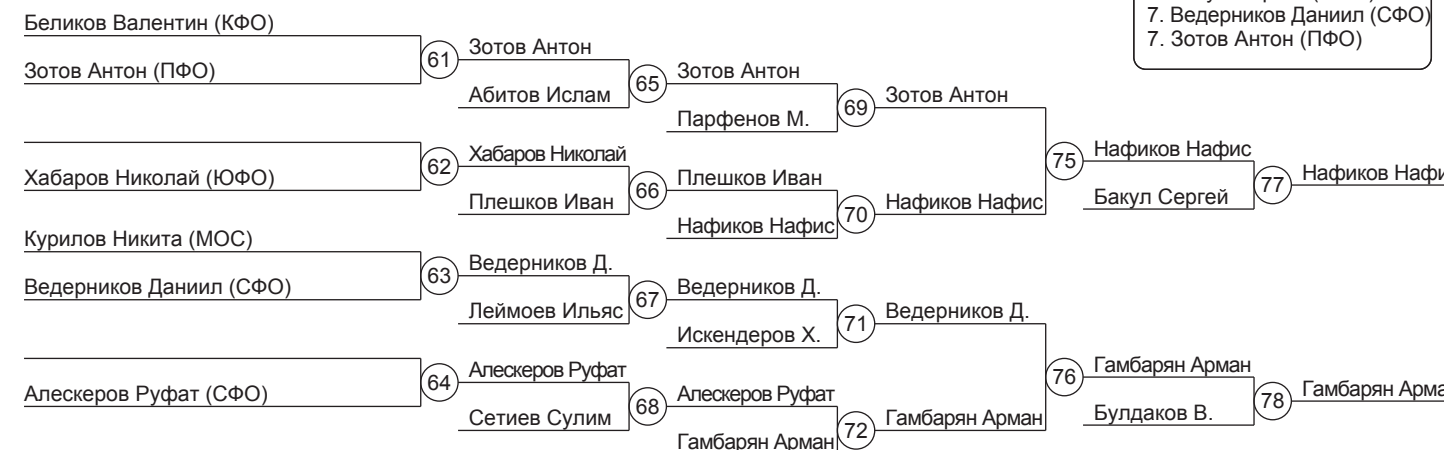 7. Ведерников Даниил (СФО)
7. Зотов Антон (ПФО)
Беликов Валентин (КФО)
Зотов Антон (ПФО)
61
Зотов Антон
Абитов Ислам
65
Зотов Антон
Парфенов М.
69
Зотов Антон
Хабаров Николай (ЮФО)
62
Хабаров Николай
Плешков Иван
66
Плешков Иван
Нафиков Нафис
70
Нафиков Нафис
75
Нафиков Нафис
Бакул Сергей
77
Нафиков
Курилов Никита (МОС)
Ведерников Даниил (СФО)
63
Ведерников Д.
Леймоев Ильяс
67
Ведерников Д.
Искендеров Х.
71
Ведерников Д.
Алескеров Руфат (СФО)
64
Алескеров Руфат
Сетиев Сулим
68
Алескеров Руфат
Гамбарян Арман
72
Гамбарян Арман
76
Гамбарян Арман
Булдаков В.
78
Гамбарян